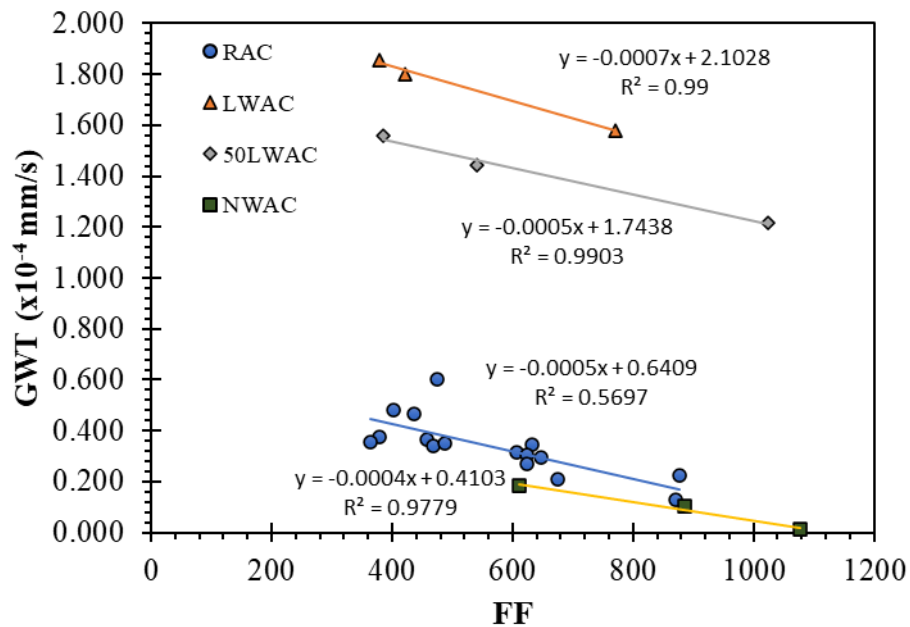 2.000
1.800
1.600
1.400
1.200
1.000
0.800
0.600
0.400
0.200
0.000
GWT (x10⁻⁴ mm/s)
RAC
LWAC
50LWAC
NWAC
y = -0.0007x + 2.1028
R² = 0.99
y = -0.0005x + 1.7438
R² = 0.9903
y = -0.0005x + 0.6409
R² = 0.5697
y = -0.0004x + 0.4103
R² = 0.9779
0 200 400 600 800 1000 1200
FF